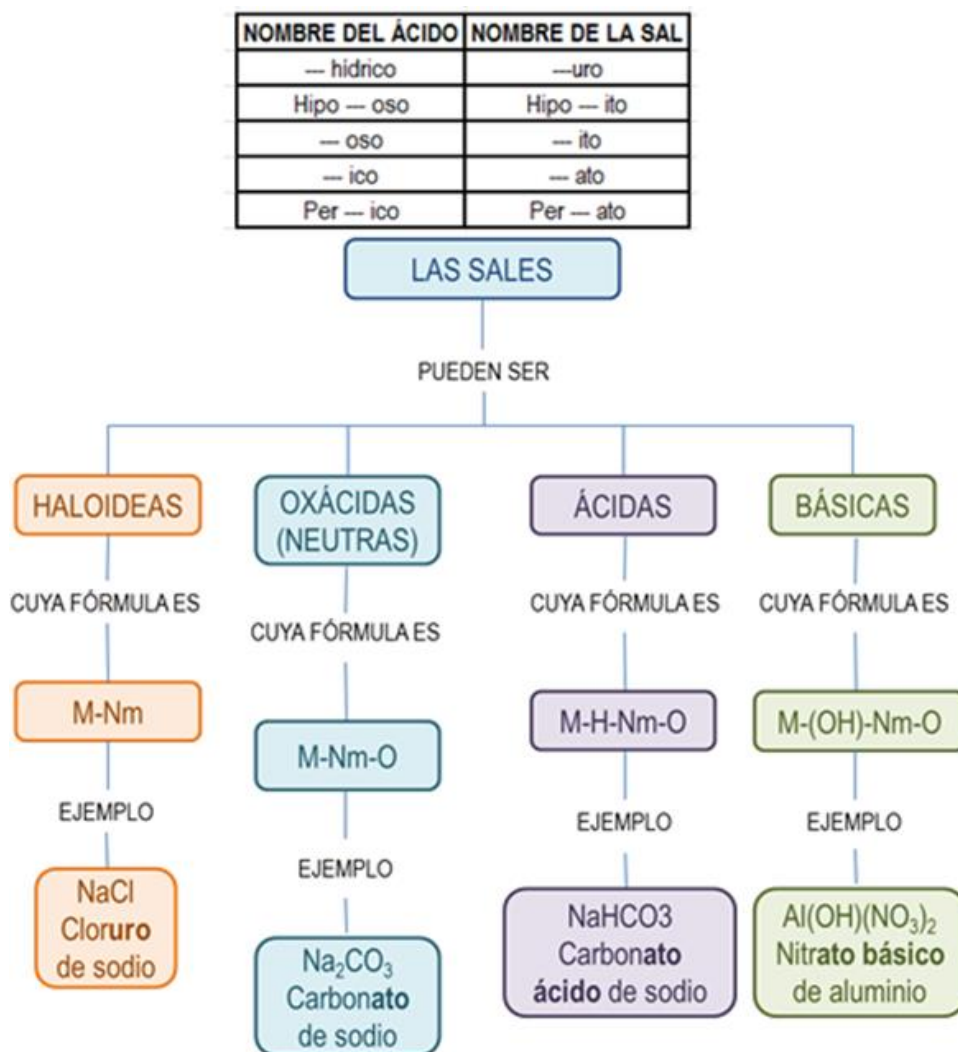 NOMBRE DEL ÁCIDO NOMBRE DE LA SAL
--- hídrico ---uro
Hipo --- oso Hipo --- ito
--- oso --- ito
--- ico --- ato
Per --- ico Per --- ato
LAS SALES
PUEDEN SER
HALOIDEAS
OXÁCIDAS
(NEUTRAS)
ÁCIDAS
BÁSICAS
CUYA FÓRMULA ES
CUYA FÓRMULA ES
CUYA FÓRMULA ES
CUYA FÓRMULA ES
M-Nm
M-Nm-O
M-H-Nm-O
M-(OH)-Nm-O
EJEMPLO
EJEMPLO
EJEMPLO
EJEMPLO
NaCl
Cloruro
de sodio
Na₂CO₃
Carbonato
de sodio
NaHCO3
Carbonato
ácido de sodio
Al(OH)(NO₃)₂
Nitrato básico
de aluminio